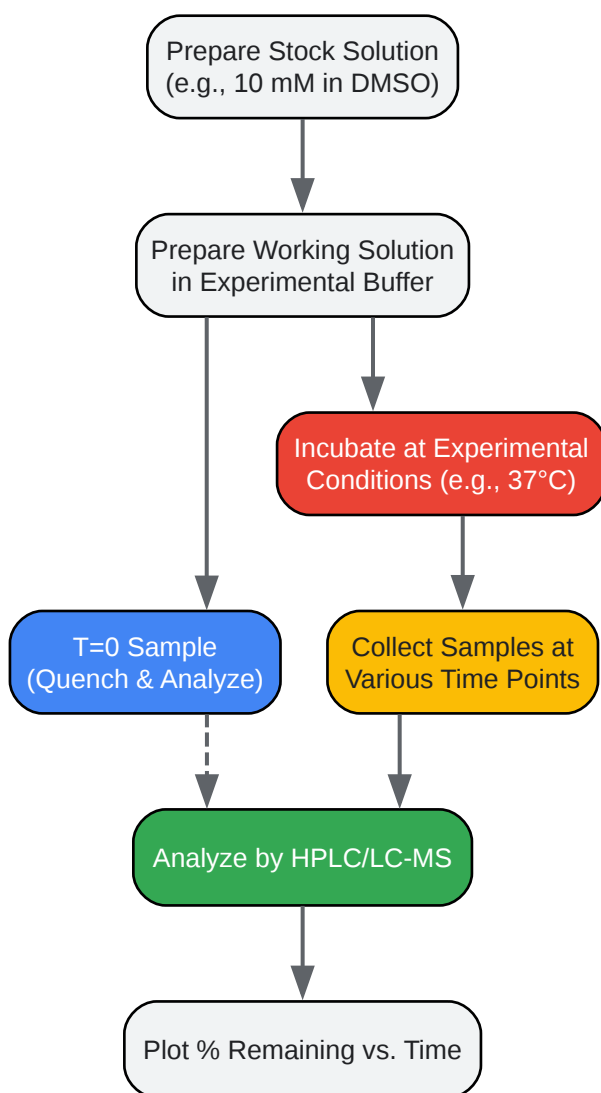 Prepare Stock Solution
(e.g., 10 mM in DMSO)
Prepare Working Solution
in Experimental Buffer
Incubate at Experimental
Conditions (e.g., 37°C)
T=0 Sample
(Quench & Analyze)
Collect Samples at
Various Time Points
Analyze by HPLC/LC-MS
Plot % Remaining vs. Time